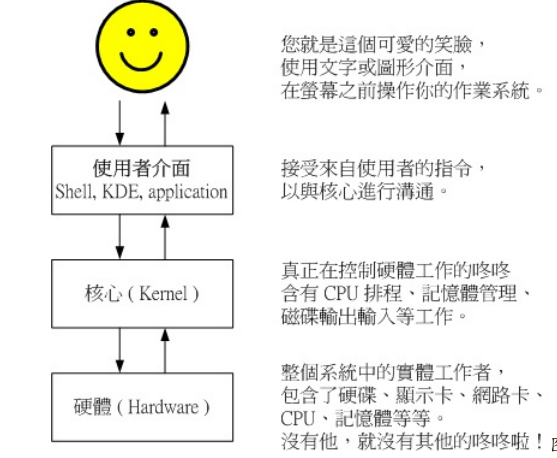 您就是這個可愛的笑臉，
使用文字或圖形介面，
在螢幕之前操作你的作業系統。
使用者介面
Shell, KDE, application
接受來自使用者的指令，
以與核心進行溝通。
核心 ( Kernel )
真正在控制硬體工作的咚咚
含有 CPU 排程、記憶體管理、
磁碟輸出輸入等工作。
硬體 ( Hardware )
整個系統中的實體工作者，
包含了硬碟、顯示卡、網路卡、
CPU、記憶體等等。
沒有他，就沒有其他的咚咚啦！